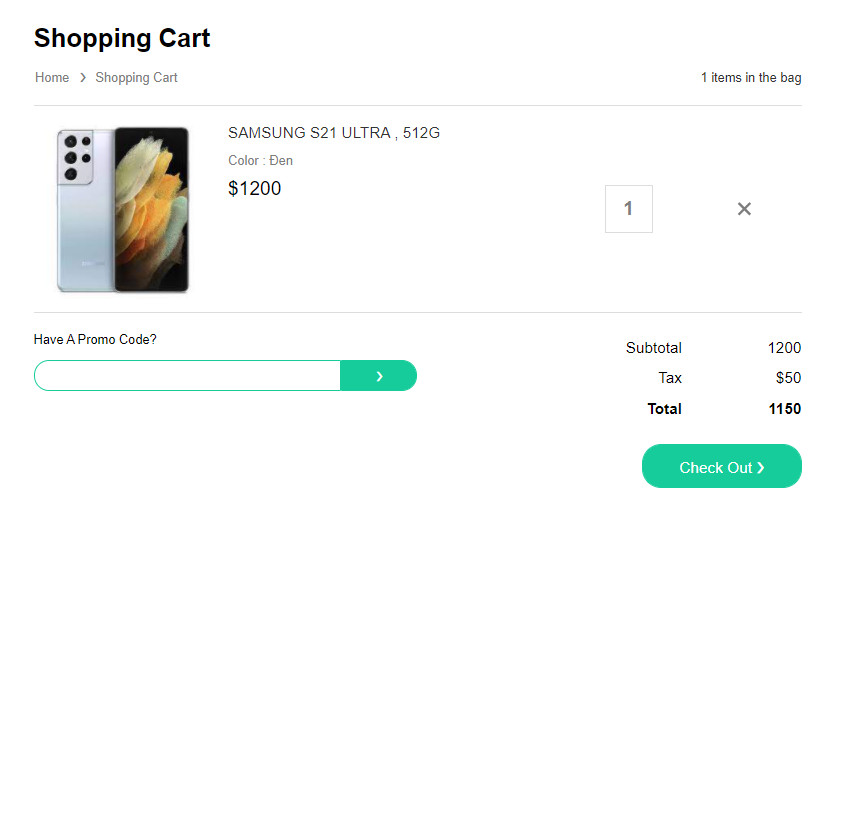 Shopping Cart
Home › Shopping Cart
1 items in the bag
SAMSUNG S21 ULTRA , 512G
Color : Đen
$1200
1
×
Have A Promo Code?
›
Subtotal 1200
Tax $50
Total 1150
Check Out ›